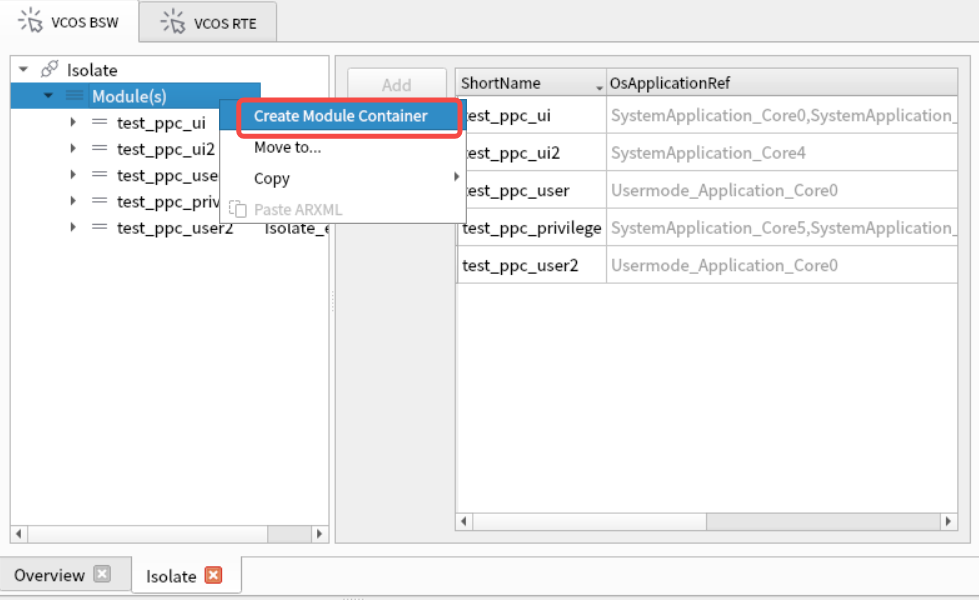 VCOS BSW
VCOS RTE
Isolate
Module(s)
test_ppc_ui
test_ppc_ui2
test_ppc_use
test_ppc_priv
test_ppc_user2 Isolate_e
Create Module Container
Move to...
Copy
Paste ARXML
Add
ShortName OsApplicationRef
test_ppc_ui SystemApplication_Core0,SystemApplication_
test_ppc_ui2 SystemApplication_Core4
test_ppc_user Usermode_Application_Core0
test_ppc_privilege SystemApplication_Core5,SystemApplication_
test_ppc_user2 Usermode_Application_Core0
Overview
Isolate